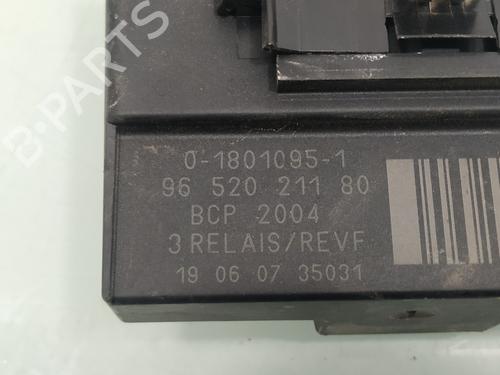 0-1801095-1
96 520 211 80
BCP 2004
3 RELAIS/REVF
19 06 07 35031
B-PARTS